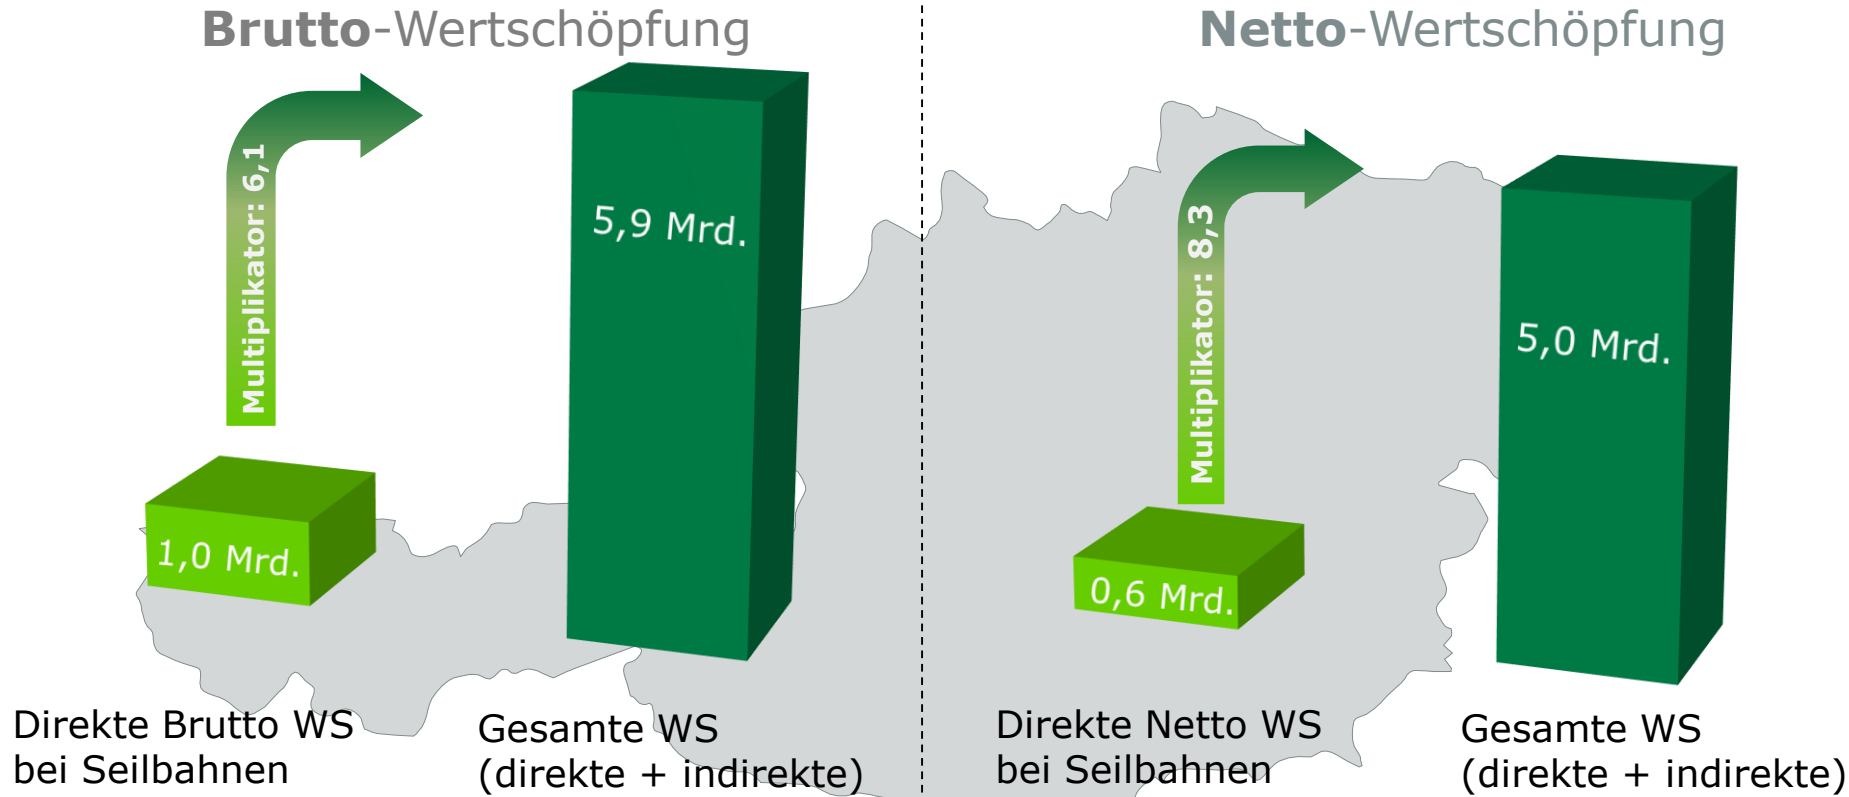 Brutto-Wertschöpfung
Multiplikator: 6,1
5,9 Mrd.
1,0 Mrd.
Direkte Brutto WS
bei Seilbahnen
Gesamte WS
(direkte + indirekte)
Netto-Wertschöpfung
Multiplikator: 8,3
5,0 Mrd.
0,6 Mrd.
Direkte Netto WS
bei Seilbahnen
Gesamte WS
(direkte + indirekte)